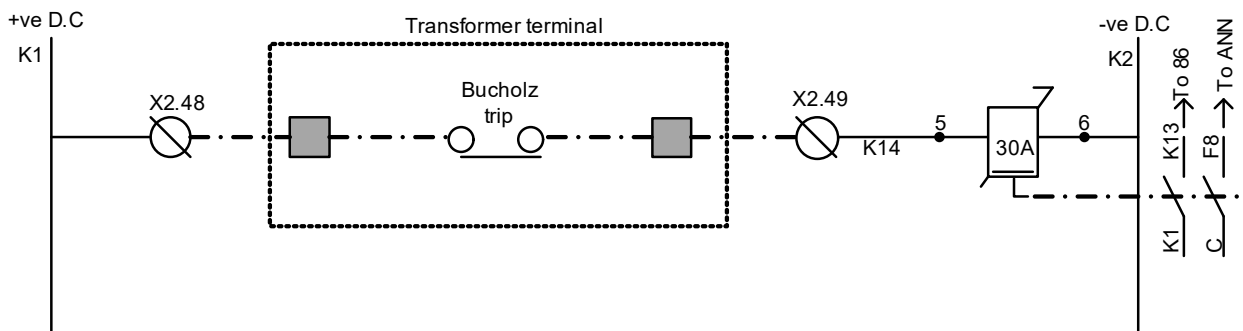 +ve D.C
Transformer terminal
-ve D.C
K1
K2
To 86
To ANN
X2.48
Bucholz
trip
X2.49
K14
5
30A
6
K13
F8
K1
C